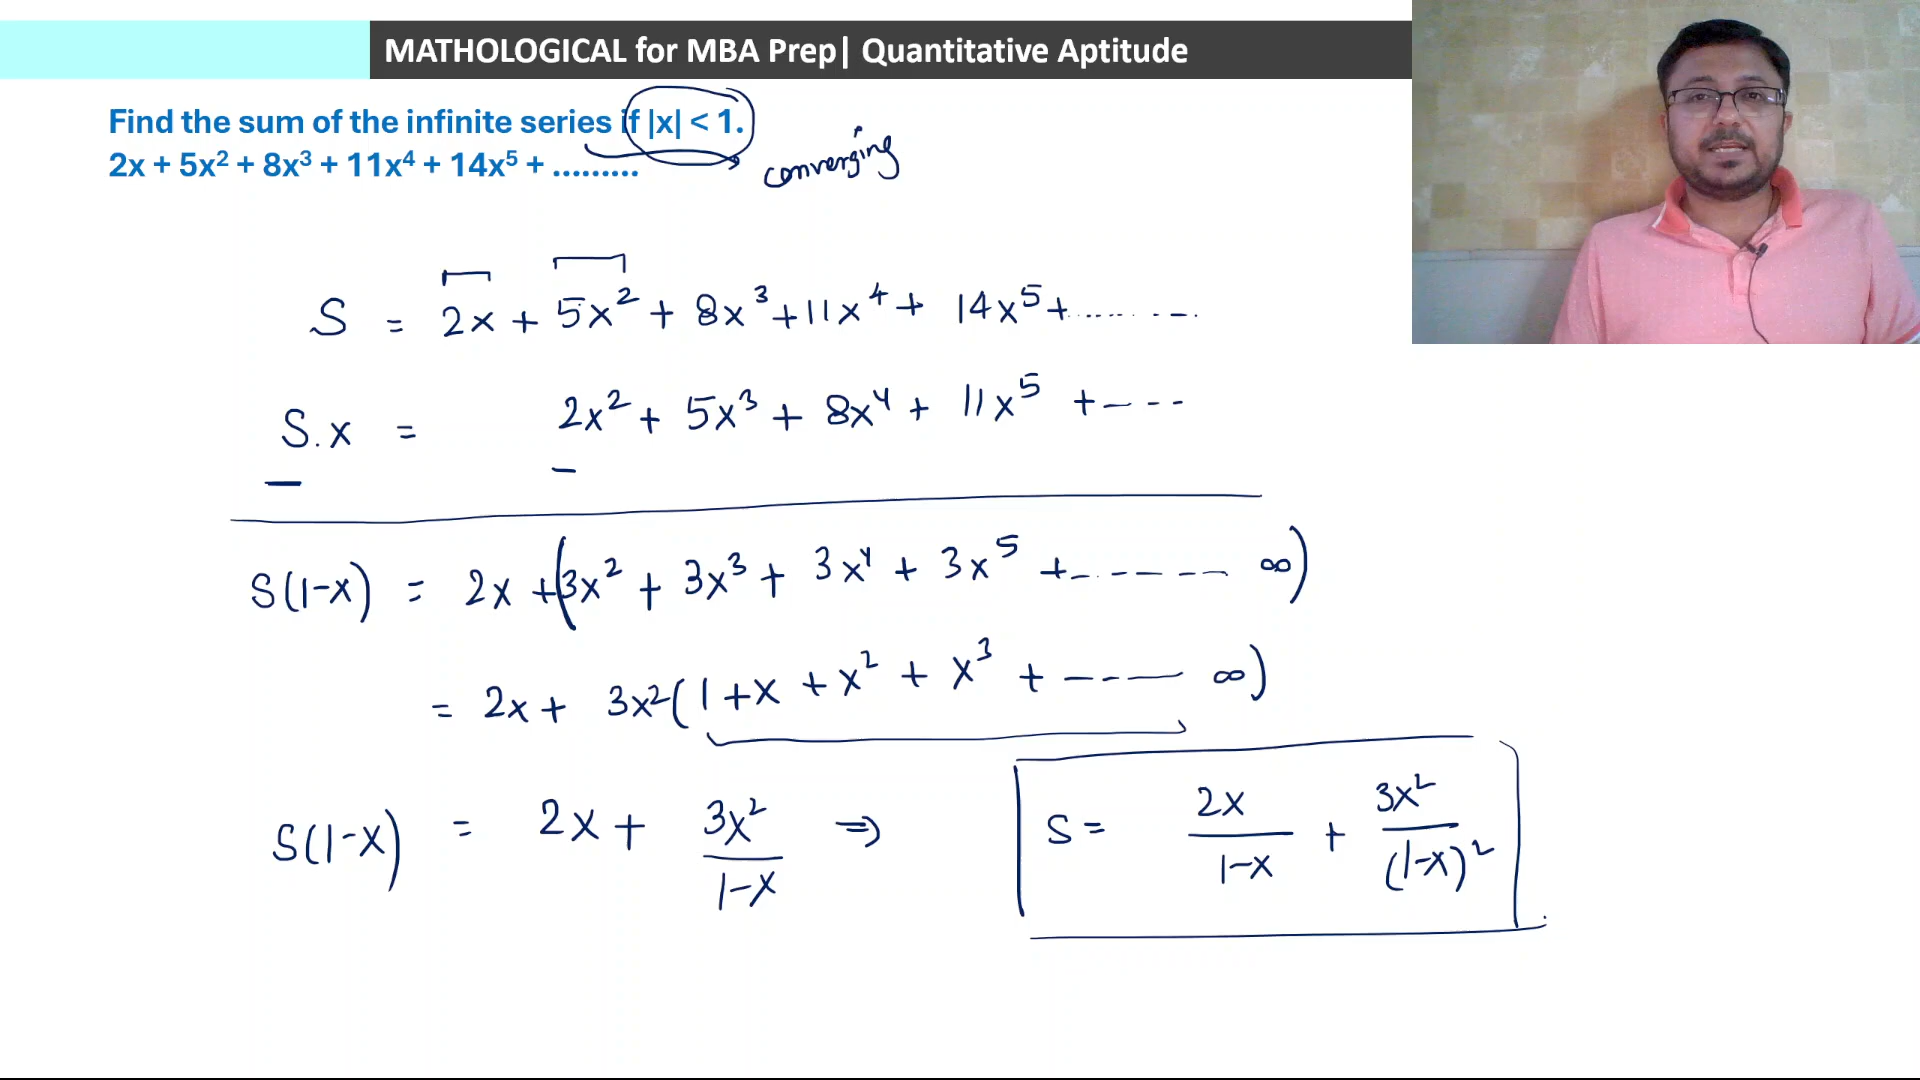 MATHOLOGICAL for MBA Prep| Quantitative Aptitude
Find the sum of the infinite series if |x| < 1.
2x + 5x² + 8x³ + 11x⁴ + 14x⁵ + .........
converging
S = 2x + 5x² + 8x³ + 11x⁴ + 14x⁵ + .........
S.x = 2x² + 5x³ + 8x⁴ + 11x⁵ + ----
S(1-x) = 2x + (3x² + 3x³ + 3x⁴ + 3x⁵ + ------ ∞)
= 2x + 3x²(1 + x + x² + x³ + ----- ∞)
S(1-x) = 2x + 3x²/1-x ⇒ S = 2x/1-x + 3x²/(1-x)²